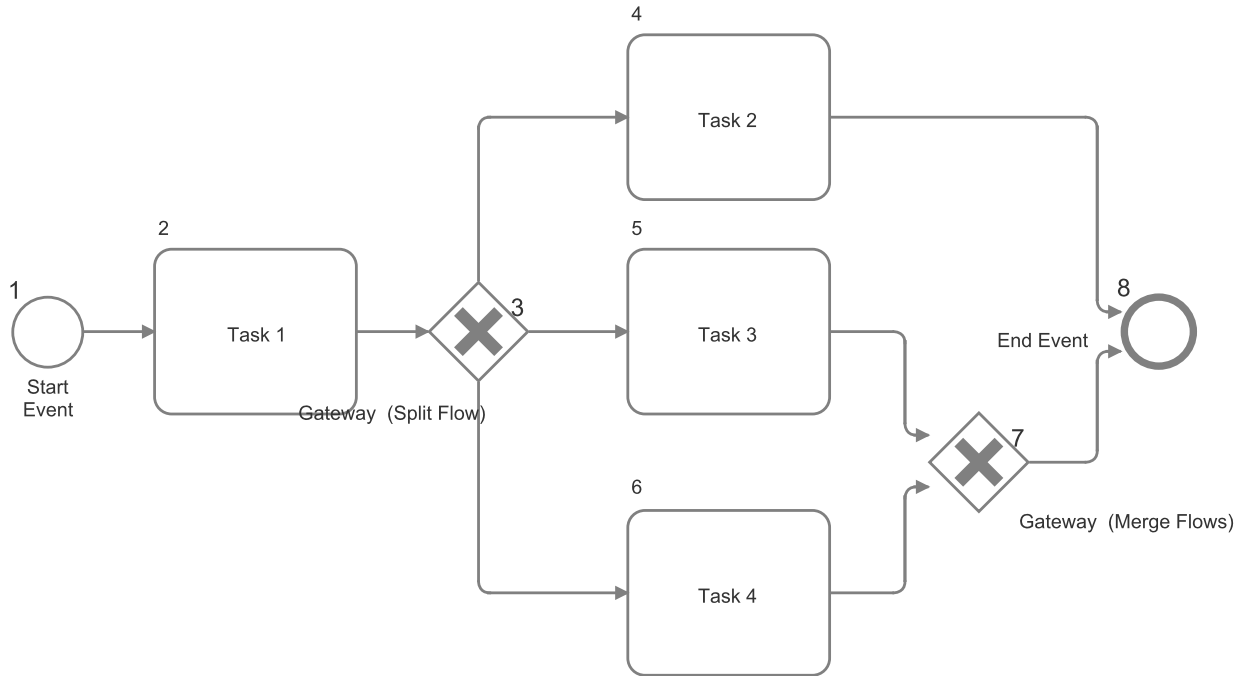 4
Task 2
2
5
1
3
8
Task 1
Task 3
End Event
Start
Event
Gateway  (Split Flow)
7
6
Gateway  (Merge Flows)
Task 4